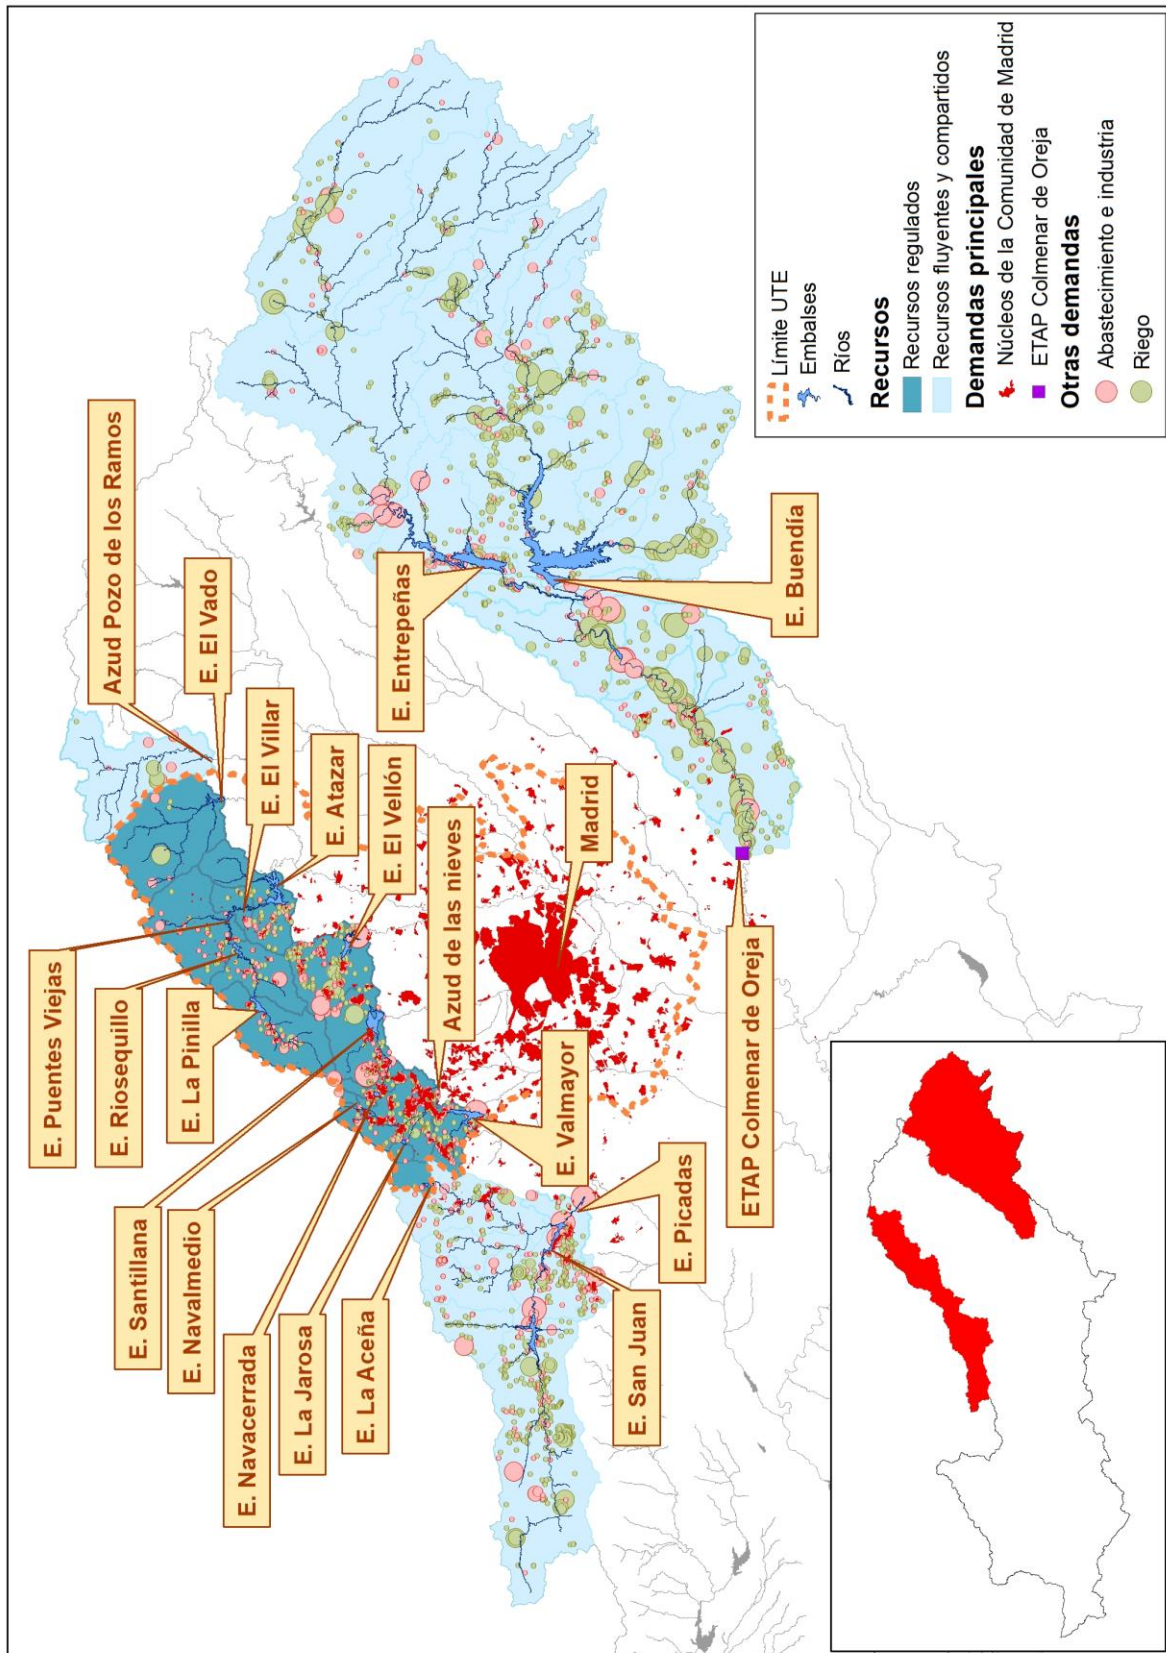 E. Puentes Viejas
E. Riosequillo
E. La Pinilla
E. Santillana
E. Navalmedio
E. Navacerrada
E. La Jarosa
E. La Aceña
E. San Juan
E. Picadas
E. Valmayor
Azud de las nieves
E. El Vellón
E. Atazar
E. El Villar
E. El Vado
Azud Pozo de los Ramos
Madrid
E. Entrepeñas
E. Buendía
ETAP Colmenar de Oreja
Límite UTE
Embalses
Ríos
Recursos
Recursos regulados
Recursos fluyentes y compartidos
Demandas principales
Núcleos de la Comunidad de Madrid
ETAP Colmenar de Oreja
Otras demandas
Abastecimiento e industria
Riego